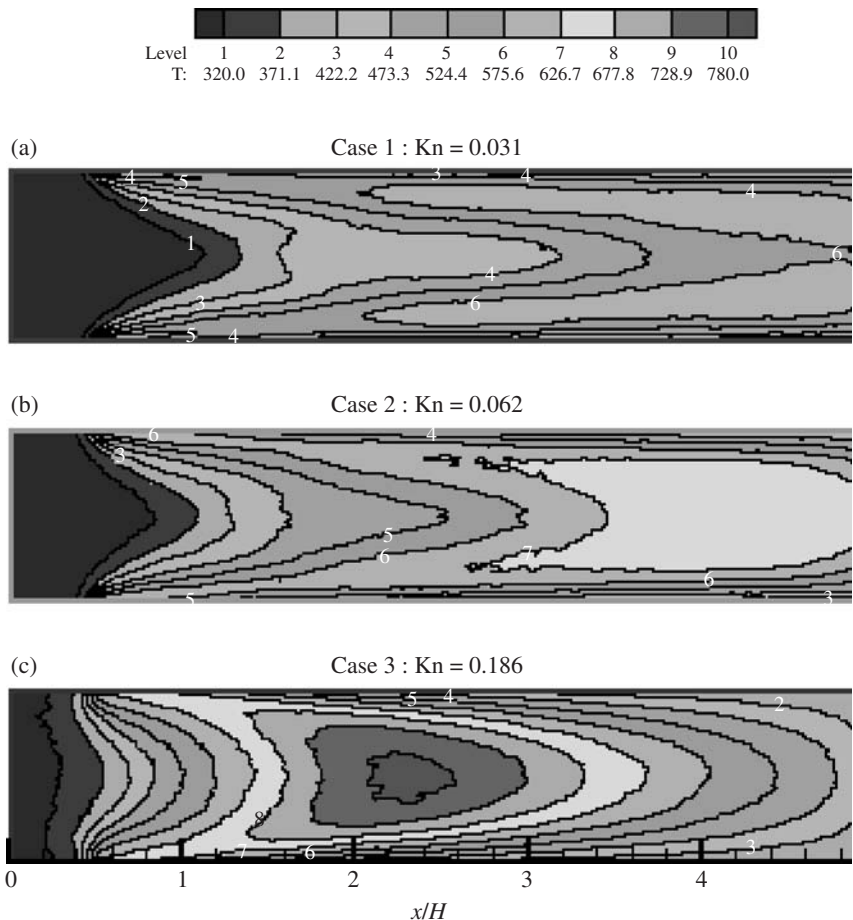 Level 1 2 3 4 5 6 7 8 9 10
T: 320.0 371.1 422.2 473.3 524.4 575.6 626.7 677.8 728.9 780.0
(a) Case 1 : Kn = 0.031
4 5 3 4
2 4
1 6
4
3 6
5 4
(b) Case 2 : Kn = 0.062
6 4
3
5
6 7
6
5 3
(c) Case 3 : Kn = 0.186
5 4 2
8
7 6 3
0 1 2 3 4
x/H